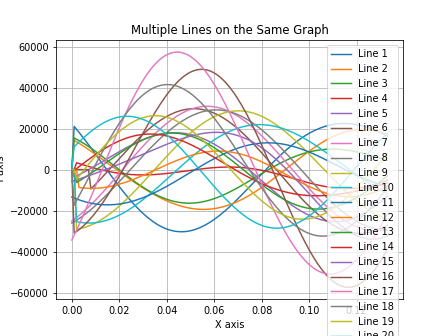 Multiple Lines on the Same Graph
60000
40000
20000
0
−20000
−40000
−60000
0.00 0.02 0.04 0.06 0.08 0.10
X axis
Line 1
Line 2
Line 3
Line 4
Line 5
Line 6
Line 7
Line 8
Line 9
Line 10
Line 11
Line 12
Line 13
Line 14
Line 15
Line 16
Line 17
Line 18
Line 19
Line 20